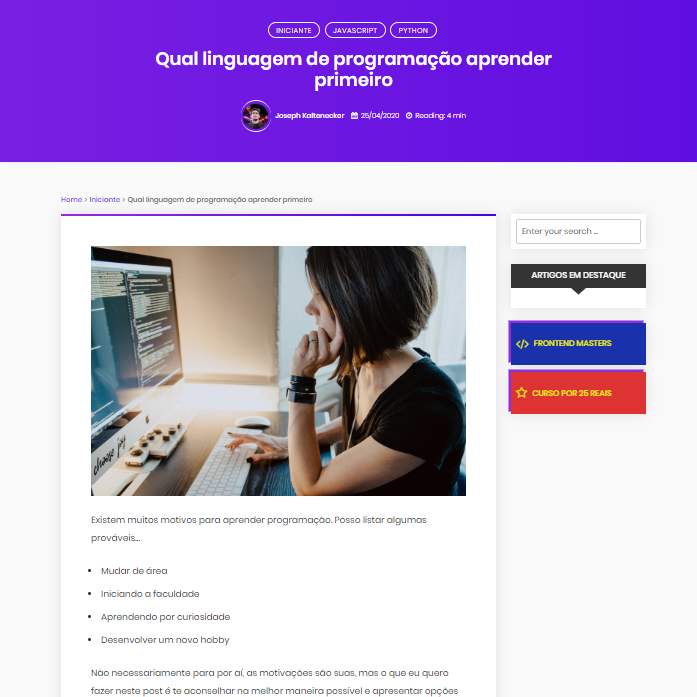 INICIANTE JAVASCRIPT PYTHON
Qual linguagem de programação aprender
primeiro
Joseph Kaltenecker 25/04/2020 Reading: 4 min
Home > Iniciante > Qual linguagem de programação aprender primeiro
Enter your search ...
ARTIGOS EM DESTAQUE
</> FRONTEND MASTERS
CURSO POR 25 REAIS
choose joy
Existem muitos motivos para aprender programação. Posso listar algumas
prováveis...
Mudar de área
Iniciando a faculdade
Aprendendo por curiosidade
Desenvolver um novo hobby
Não necessariamente para por aí, as motivações são suas, mas o que eu quero
fazer neste post é te aconselhar na melhor maneira possível e apresentar opções